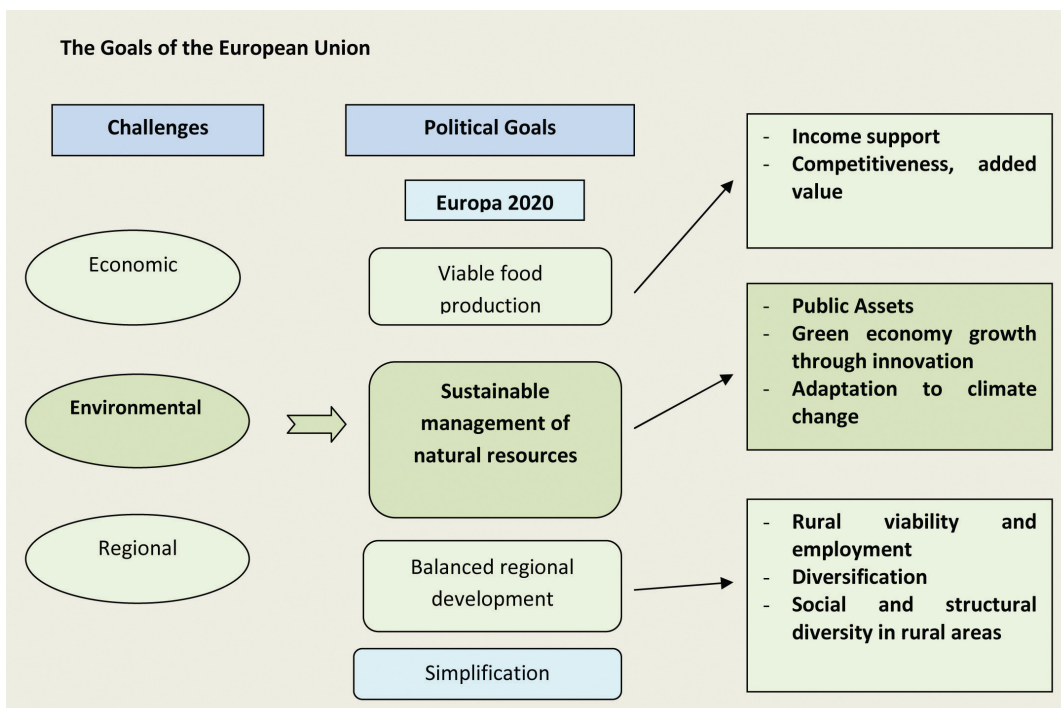 The Goals of the European Union
Challenges
Political Goals
Europa 2020
Economic
Environmental
Regional
Viable food
production
Sustainable
management of
natural resources
Balanced regional
development
Simplification
- Income support
- Competitiveness, added
value
- Public Assets
- Green economy growth
through innovation
- Adaptation to climate
change
- Rural viability and
employment
- Diversification
- Social and structural
diversity in rural areas